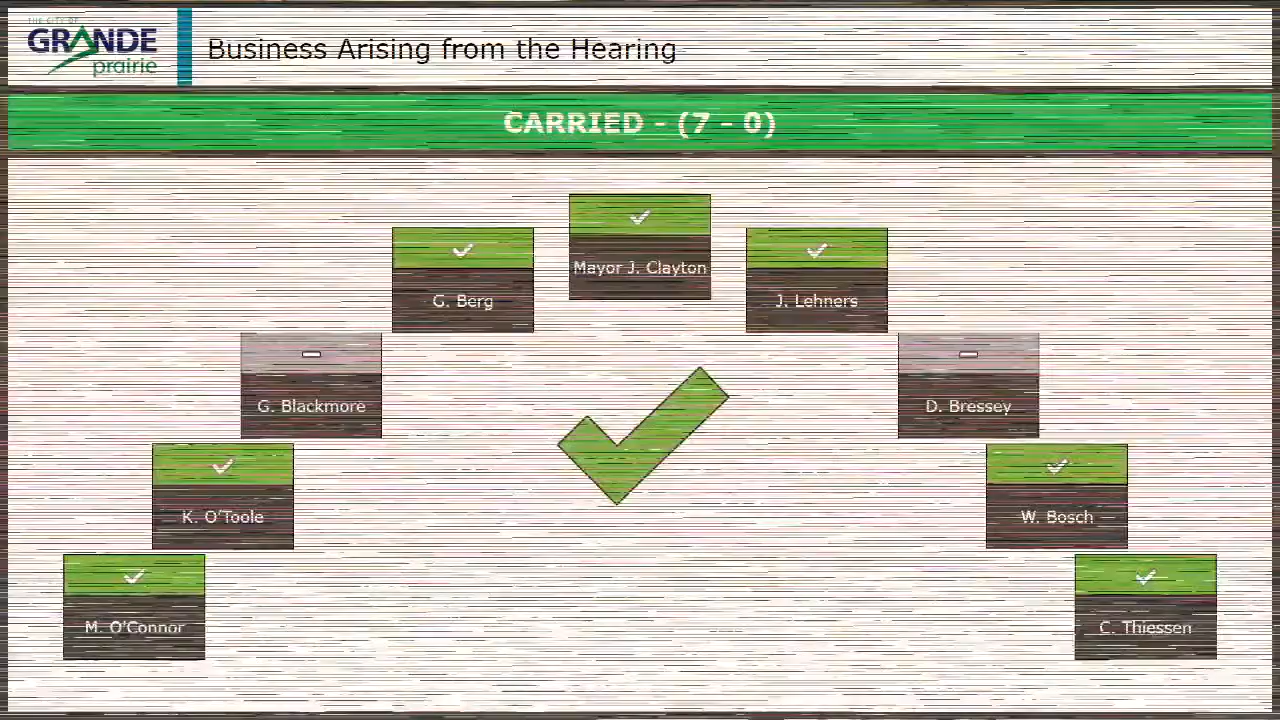 THE CITY OF
GRANDE
prairie
Business Arising from the Hearing
CARRIED - (7 - 0)
Mayor J. Clayton
G. Berg
J. Lehners
G. Blackmore
D. Bressey
K. O'Toole
W. Bosch
M. O'Connor
C. Thiessen